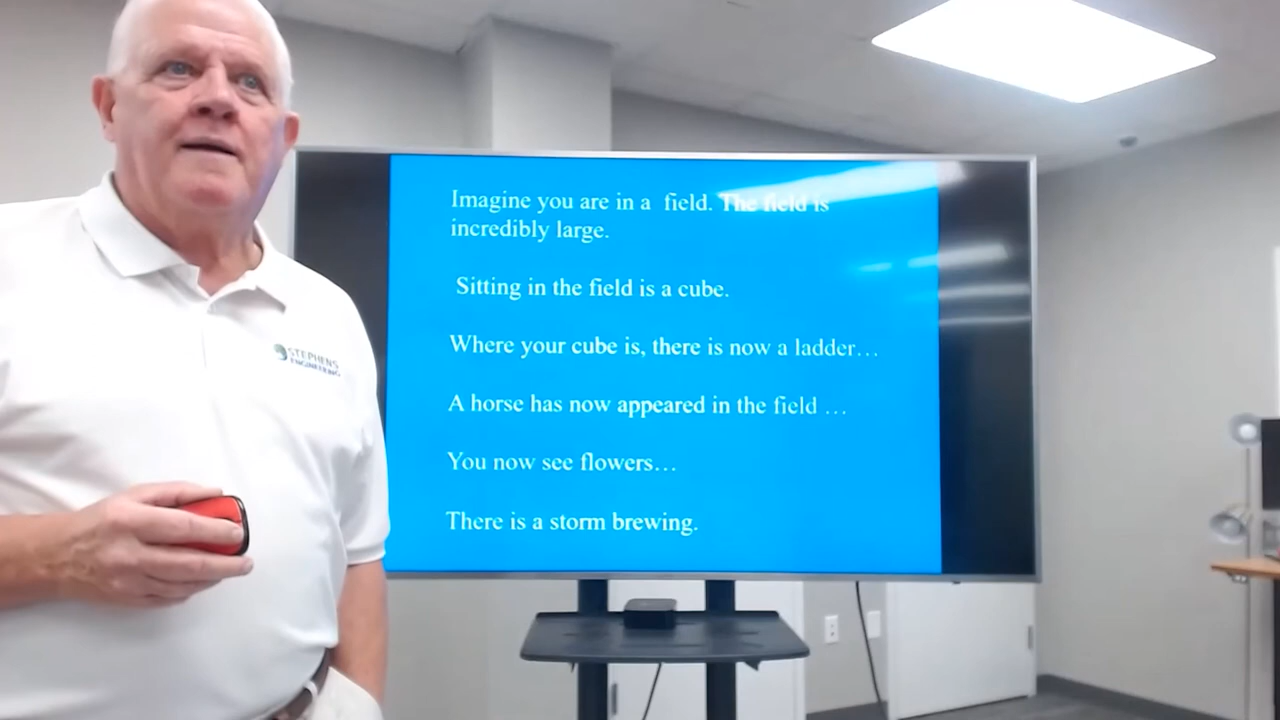 Imagine you are in a field. The field is
incredibly large.
Sitting in the field is a cube.
Where your cube is, there is now a ladder…
A horse has now appeared in the field …
You now see flowers…
There is a storm brewing.
STEPHENS
ENGINEERING